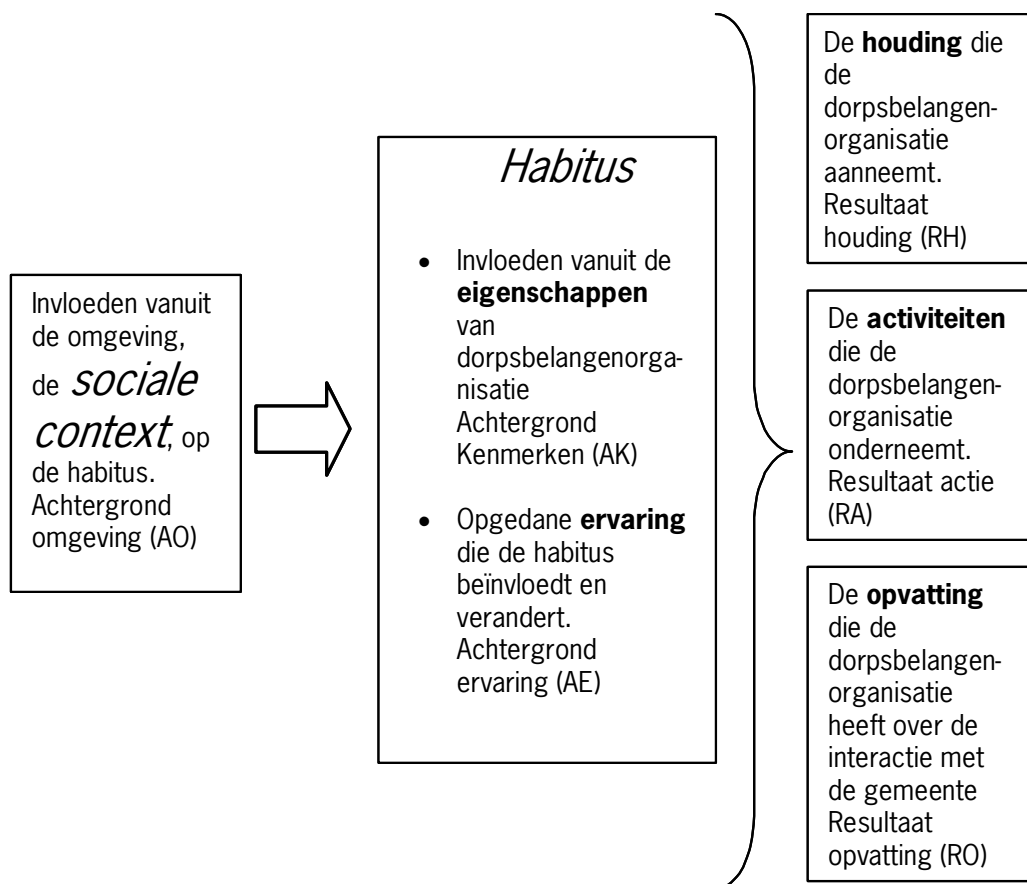 Invloeden vanuit
de omgeving,
de sociale
context, op
de habitus.
Achtergrond
omgeving (AO)
Habitus
• Invloeden vanuit de
eigenschappen
van
dorpsbelangenorga-
nisatie
Achtergrond
Kenmerken (AK)
• Opgedane ervaring
die de habitus
beïnvloedt en
verandert.
Achtergrond
ervaring (AE)
De houding die
de
dorpsbelangen-
organisatie
aanneemt.
Resultaat
houding (RH)
De activiteiten
die de
dorpsbelangen-
organisatie
onderneemt.
Resultaat actie
(RA)
De opvatting
die de
dorpsbelangen-
organisatie
heeft over de
interactie met
de gemeente
Resultaat
opvatting (RO)